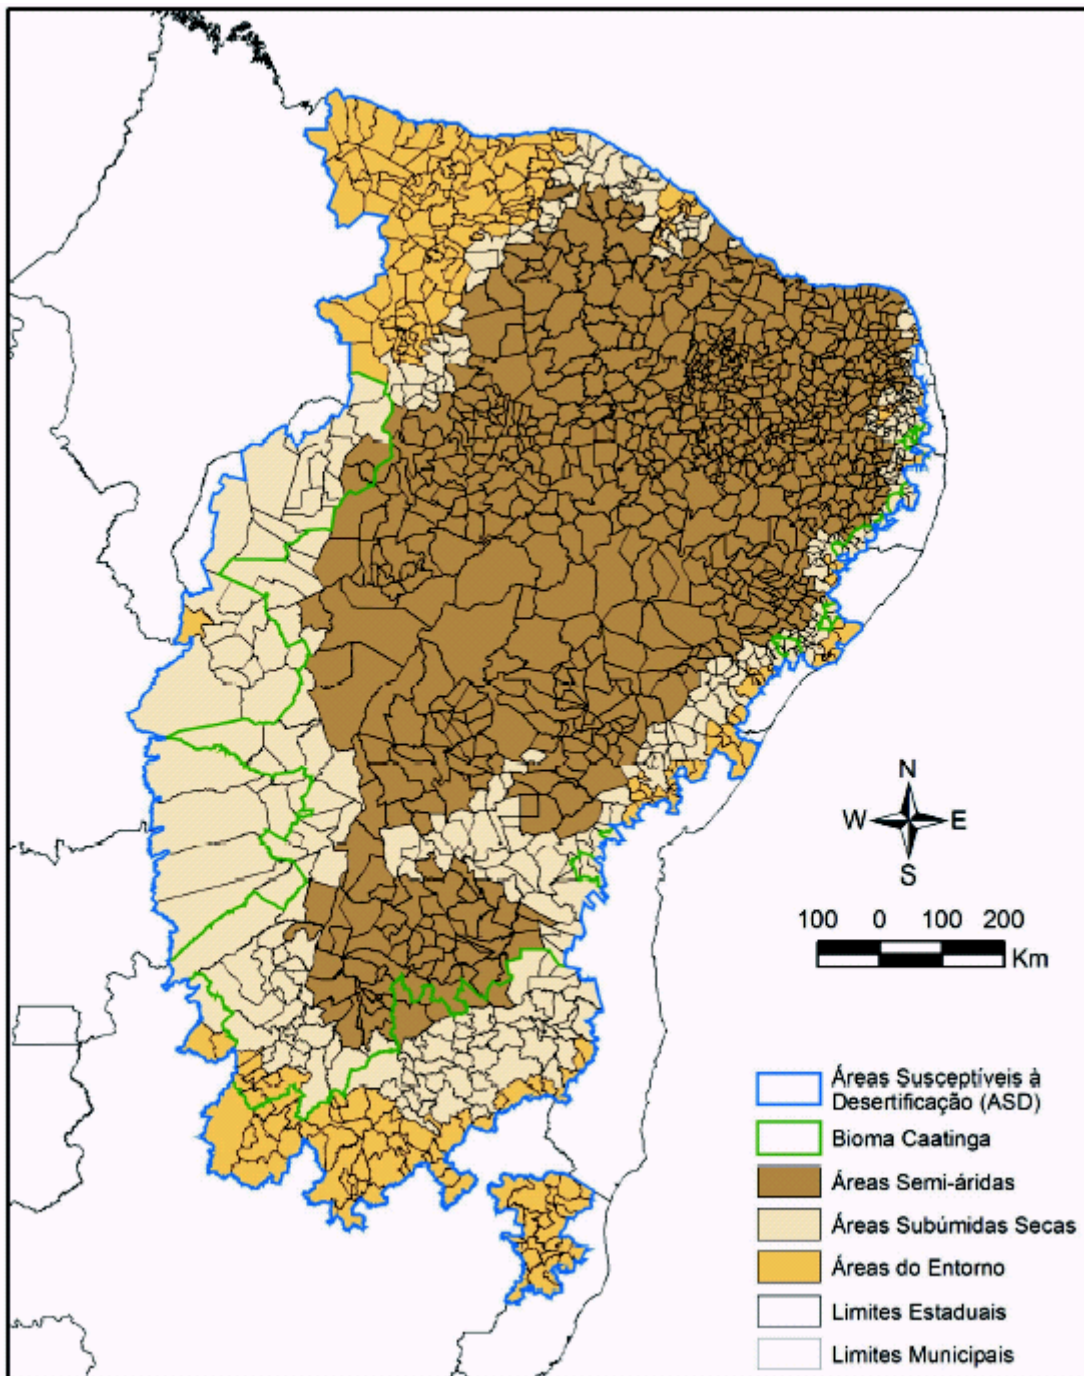 N
W E
S
100 0 100 200
Km
Áreas Susceptíveis à
Desertificação (ASD)
Bioma Caatinga
Áreas Semi-áridas
Áreas Subúmidas Secas
Áreas do Entorno
Limites Estaduais
Limites Municipais